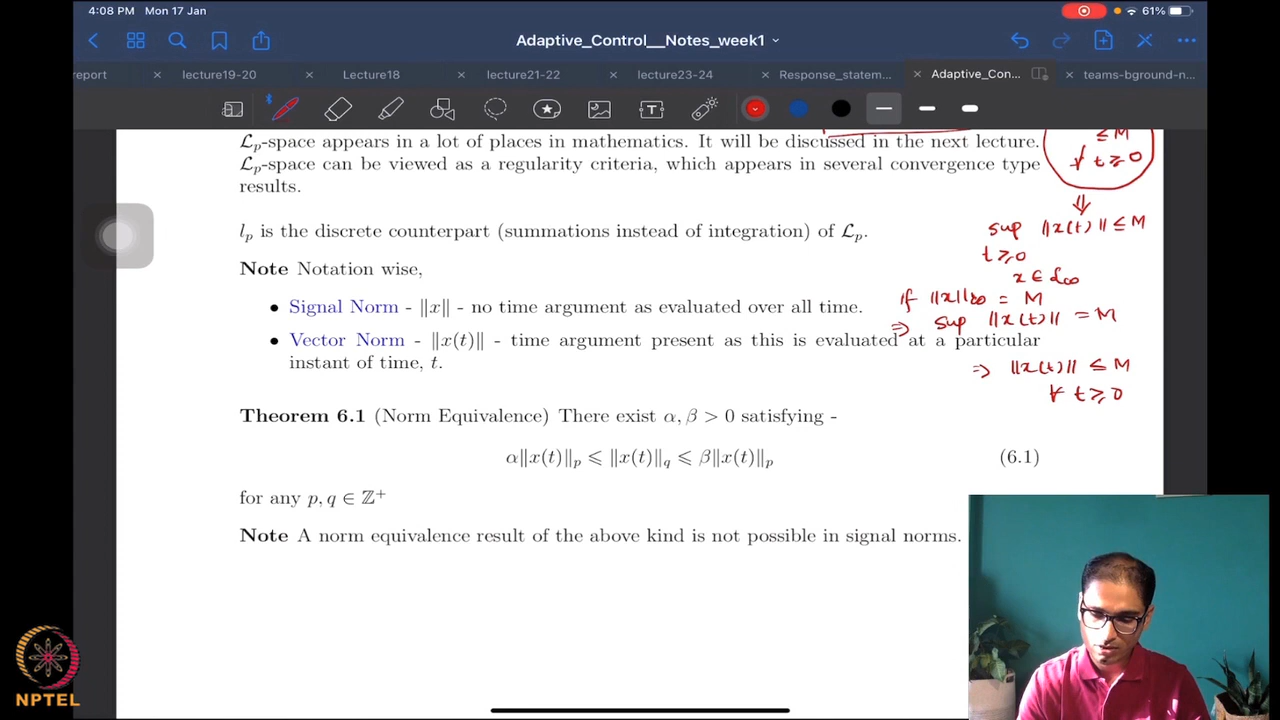 4:08 PM Mon 17 Jan
61%
Adaptive_Control__Notes_week1
report
lecture19-20
Lecture18
lecture21-22
lecture23-24
Response_statem...
Adaptive_Con...
teams-bground-n...
ℒp-space appears in a lot of places in mathematics. It will be discussed in the next lecture.
ℒp-space can be viewed as a regularity criteria, which appears in several convergence type
results.
≤ M
∀ t ≥ 0
⇓
sup ‖x(t)‖ ≤ M
t ≥ 0
x ∈ ℒ∞
lp is the discrete counterpart (summations instead of integration) of ℒp.
Note Notation wise,
• Signal Norm - ‖x‖ - no time argument as evaluated over all time.
if ‖x‖∞ = M
⇒ sup ‖x(t)‖ = M
• Vector Norm - ‖x(t)‖ - time argument present as this is evaluated at a particular
instant of time, t.
⇒ ‖x(t)‖ ≤ M
∀ t ≥ 0
Theorem 6.1 (Norm Equivalence) There exist α, β > 0 satisfying -
α‖x(t)‖p ⩽ ‖x(t)‖q ⩽ β‖x(t)‖p (6.1)
for any p, q ∈ ℤ+
Note A norm equivalence result of the above kind is not possible in signal norms.
NPTEL